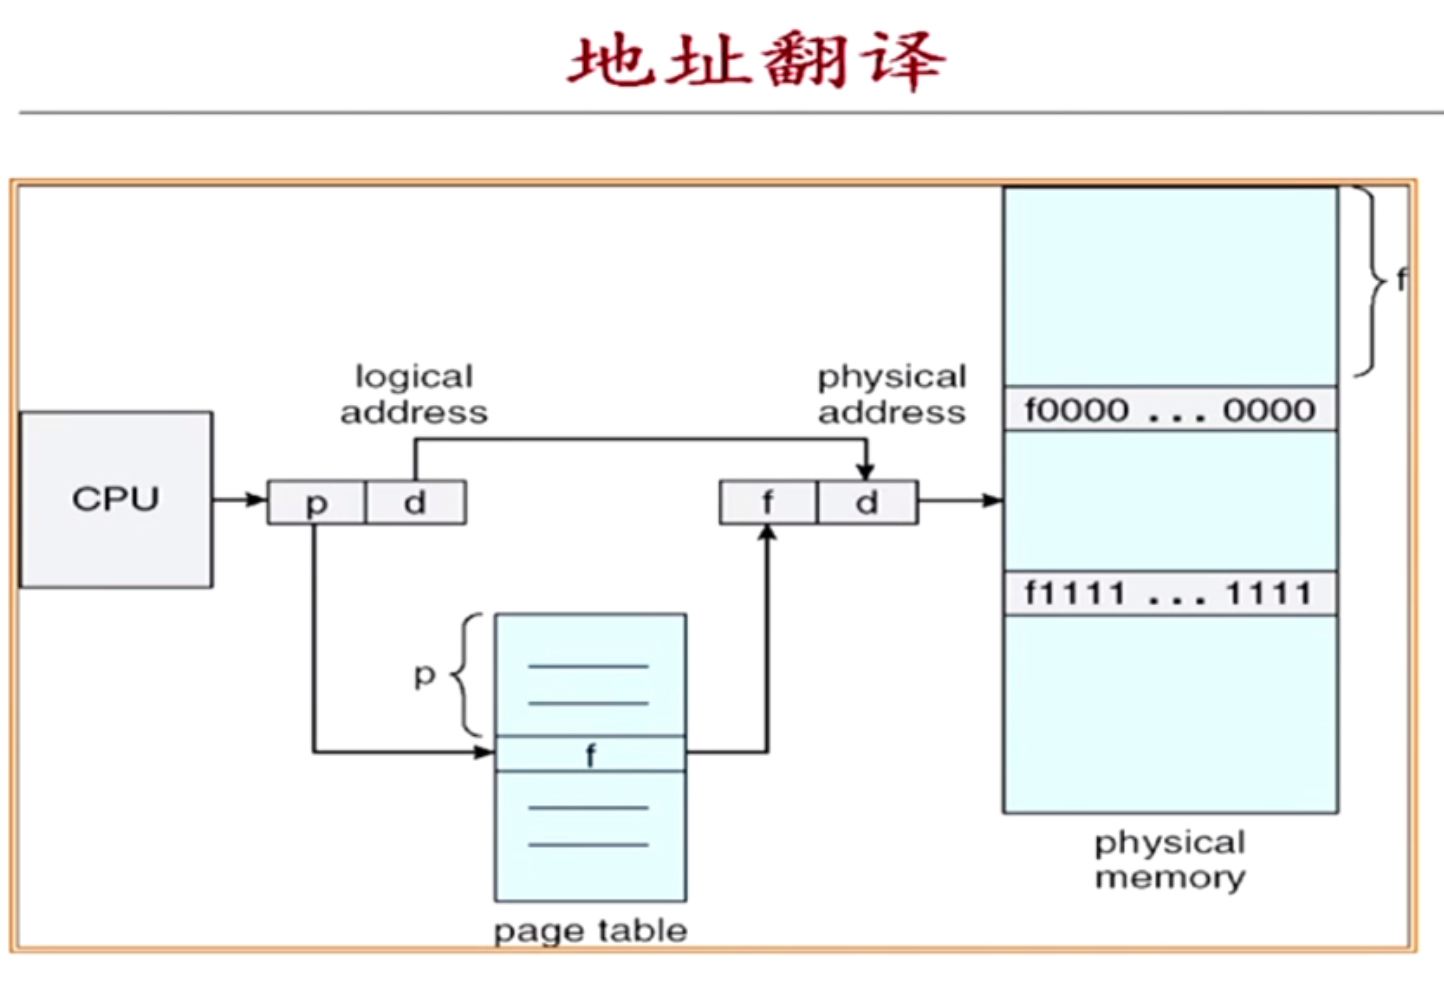 地址翻译
f
logical
address
physical
address
f0000 ... 0000
CPU
p
d
f
d
f1111 ... 1111
p
f
physical
memory
page table